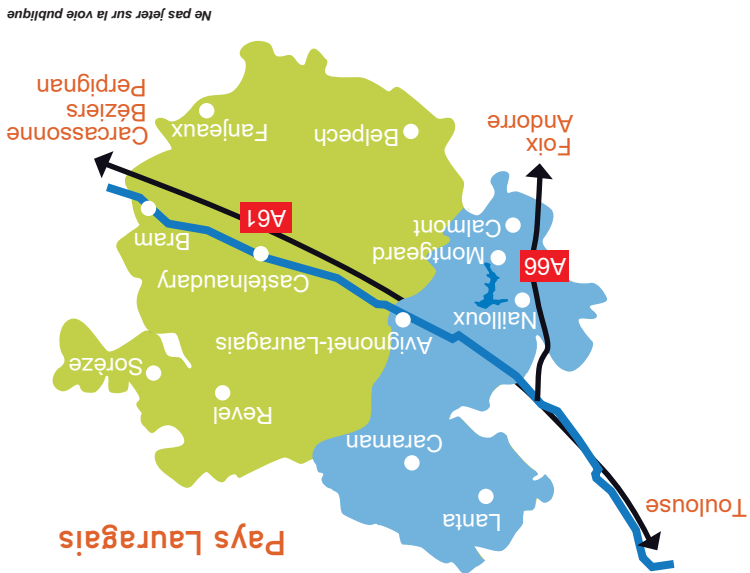 Pays Lauragais
Toulouse
Lanta
Caraman
Revel
Sorèze
Avignonet-Lauragais
Nailloux
Castelnaudary
A66
Montgeard
Bram
Calmont
A61
Foix
Andorre
Belpech
Fanjeaux
Carcassonne
Béziers
Perpignan
Ne pas jeter sur la voie publique